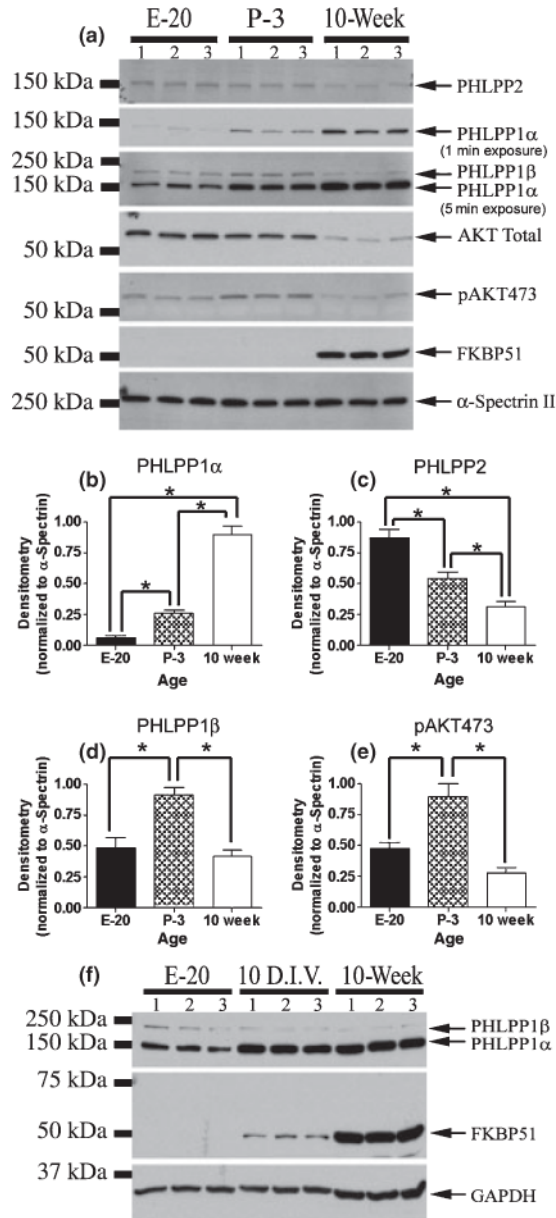 (a) E-20 P-3 10-Week
1 2 3 1 2 3 1 2 3
150 kDa PHLPP2
150 kDa PHLPP1α
(1 min exposure)
250 kDa PHLPP1β
150 kDa PHLPP1α
(5 min exposure)
AKT Total
50 kDa
pAKT473
50 kDa
50 kDa FKBP51
250 kDa α-Spectrin II
(b) PHLPP1α
Densitometry
(normalized to α-Spectrin)
1.00
0.75
0.50
0.25
0.00
* * *
E-20 P-3 10 week
Age
(c) PHLPP2
Densitometry
(normalized to α-Spectrin)
1.00
0.75
0.50
0.25
0.00
* * *
E-20 P-3 10 week
Age
(d) PHLPP1β
Densitometry
(normalized to α-Spectrin)
1.00
0.75
0.50
0.25
0.00
* *
E-20 P-3 10 week
Age
(e) pAKT473
Densitometry
(normalized to α-Spectrin)
1.00
0.75
0.50
0.25
0.00
* *
E-20 P-3 10 week
Age
(f) E-20 10 D.I.V. 10-Week
1 2 3 1 2 3 1 2 3
250 kDa PHLPP1β
150 kDa PHLPP1α
75 kDa
50 kDa FKBP51
37 kDa
GAPDH